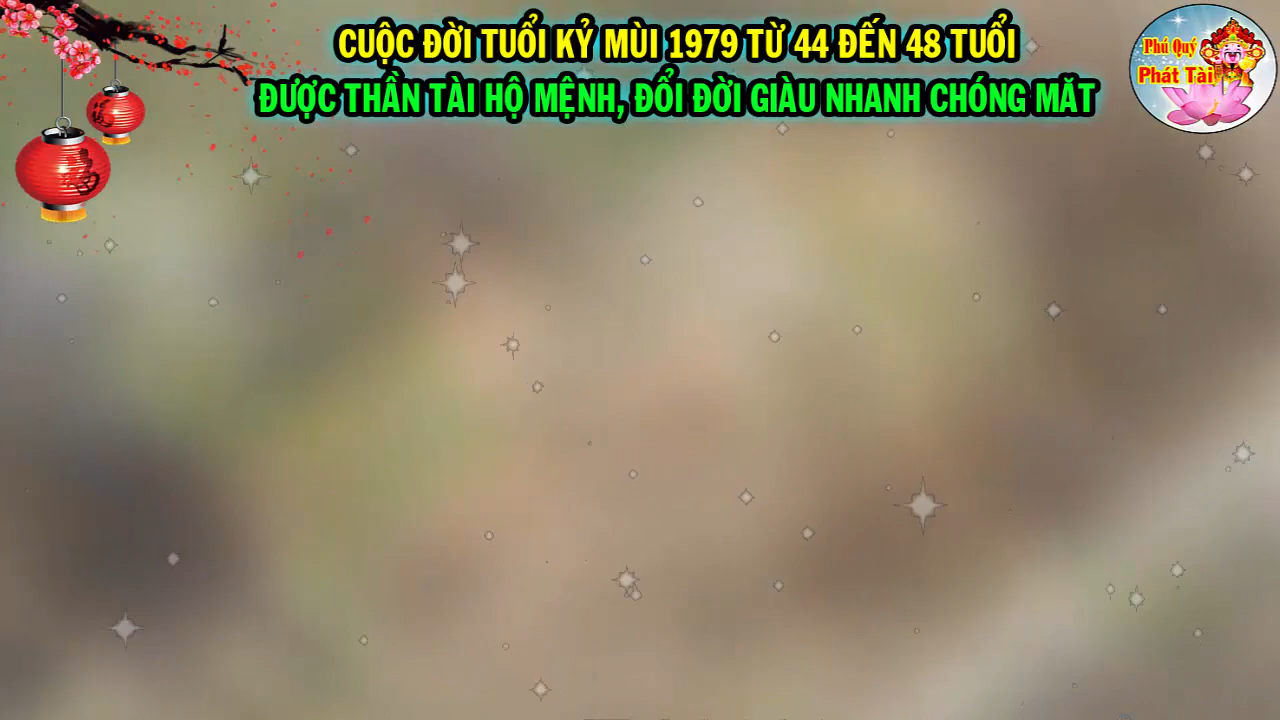 CUỘC ĐỜI TUỔI KỶ MÙI 1979 TỪ 44 ĐẾN 48 TUỔI
ĐƯỢC THẦN TÀI HỘ MỆNH, ĐỔI ĐỜI GIÀU NHANH CHÓNG MĂT
Phú Quý
Phát Tài